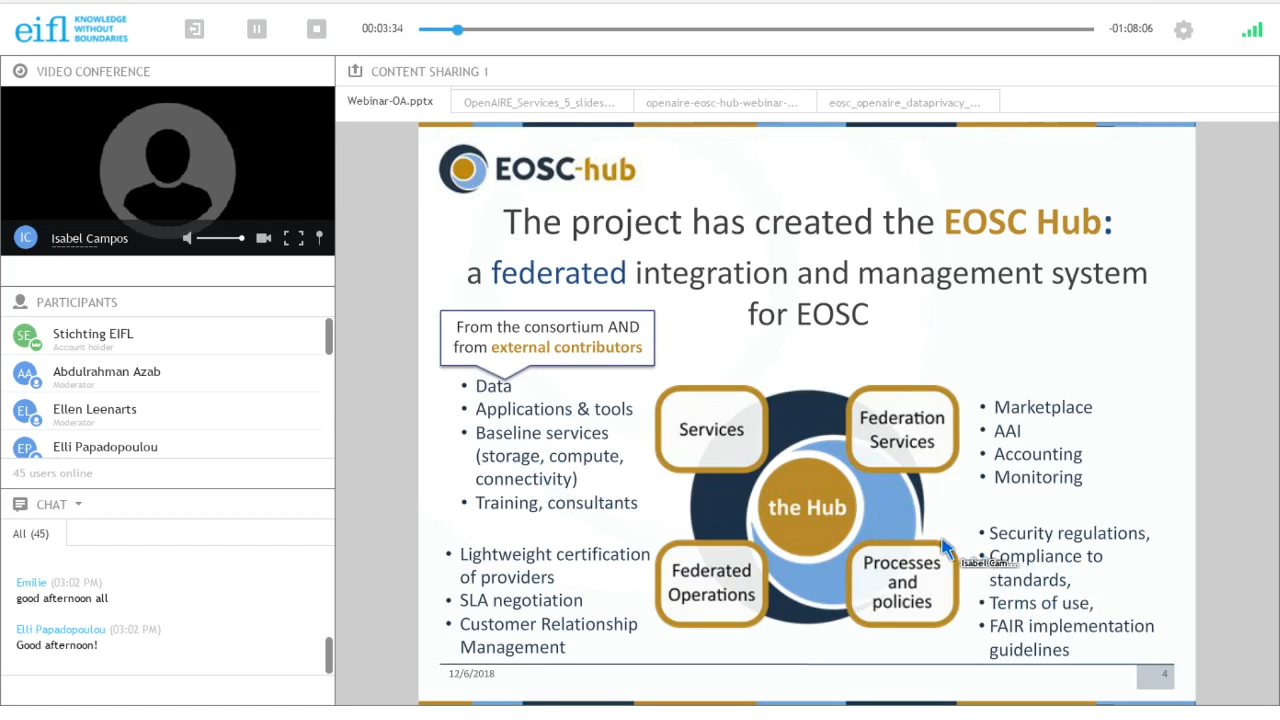 eifl KNOWLEDGE
WITHOUT
BOUNDARIES
00:03:34
-01:08:06
VIDEO CONFERENCE
IC Isabel Campos
PARTICIPANTS
SE Stichting EIFL
Account holder
AA Abdulrahman Azab
Moderator
EL Ellen Leenarts
Moderator
EP Elli Papadopoulou
45 users online
CHAT
All (45)
Emilie (03:02 PM)
good afternoon all
Elli Papadopoulou (03:02 PM)
Good afternoon!
CONTENT SHARING 1
Webinar-OA.pptx
OpenAIRE_Services_5_slides...
openaire-eosc-hub-webinar-...
eosc_openaire_dataprivacy_...
EOSC-hub
The project has created the EOSC Hub:
a federated integration and management system
for EOSC
From the consortium AND
from external contributors
• Data
• Applications & tools
• Baseline services
(storage, compute,
connectivity)
• Training, consultants
• Lightweight certification
of providers
• SLA negotiation
• Customer Relationship
Management
Services
Federation
Services
the Hub
Federated
Operations
Processes
and
policies
• Marketplace
• AAI
• Accounting
• Monitoring
• Security regulations,
• Compliance to
standards,
• Terms of use,
• FAIR implementation
guidelines
Isabel Cam...
12/6/2018
4